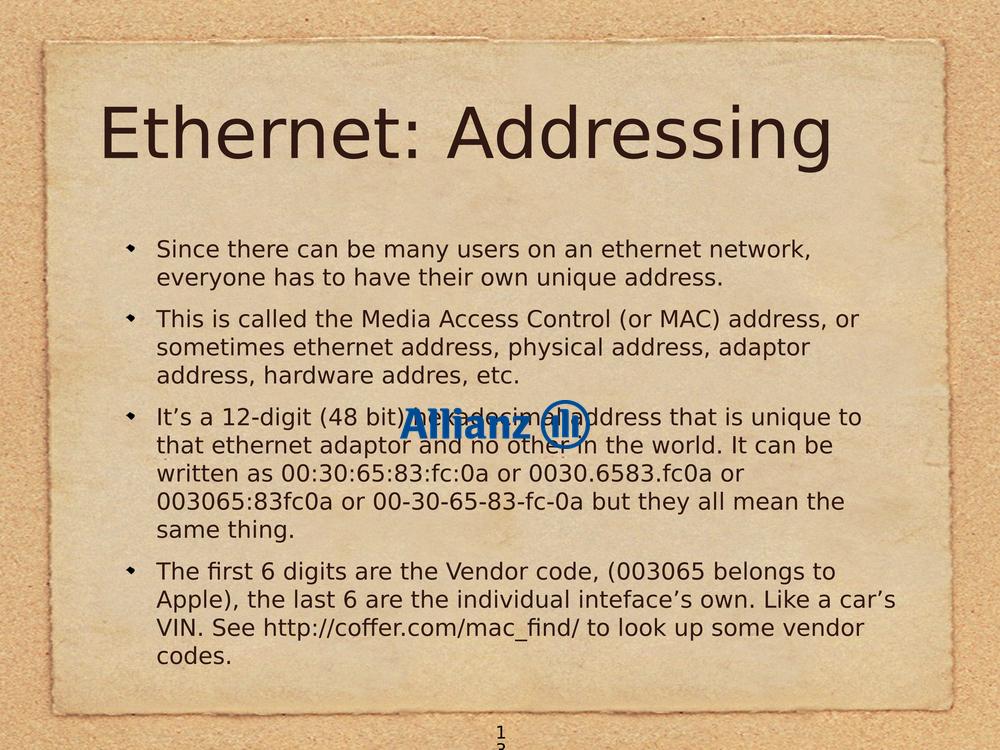 Ethernet: Addressing
Since there can be many users on an ethernet network,
everyone has to have their own unique address.
This is called the Media Access Control (or MAC) address, or
sometimes ethernet address, physical address, adaptor
address, hardware addres, etc.
It’s a 12-digit (48 bit) hexadecimal address that is unique to
that ethernet adaptor and no other in the world. It can be
written as 00:30:65:83:fc:0a or 0030.6583.fc0a or
003065:83fc0a or 00-30-65-83-fc-0a but they all mean the
same thing.
Allianz
The first 6 digits are the Vendor code, (003065 belongs to
Apple), the last 6 are the individual inteface’s own. Like a car’s
VIN. See http://coffer.com/mac_find/ to look up some vendor
codes.
1
3